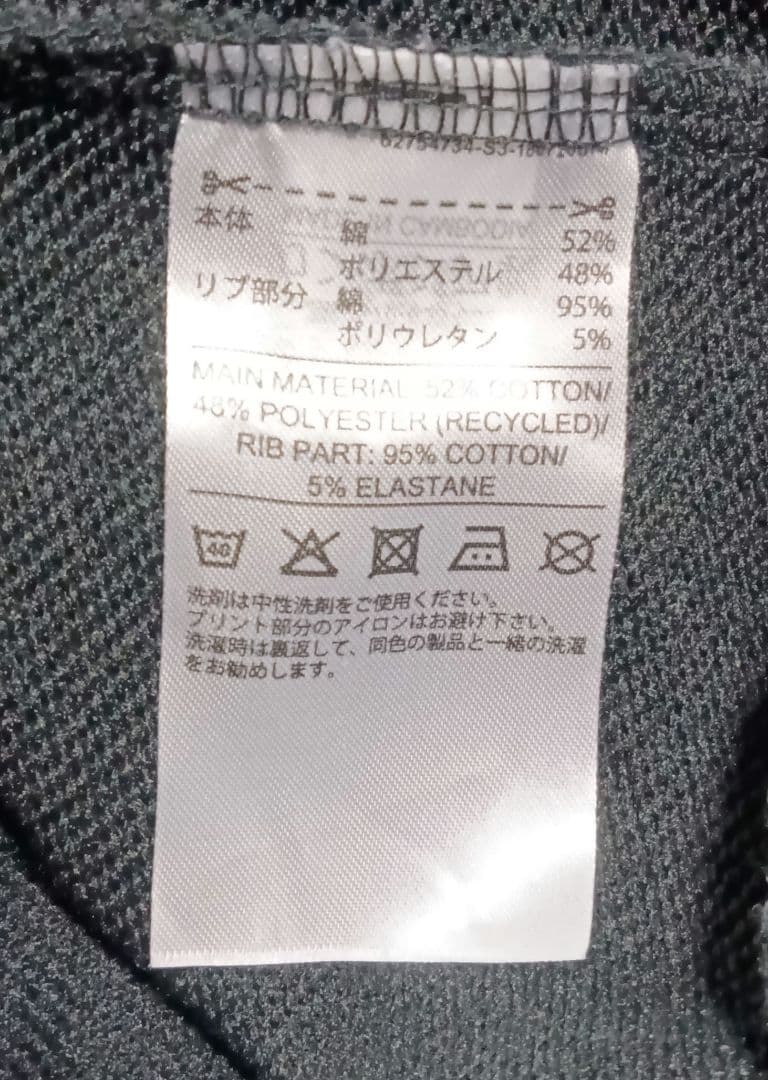 本体 綿 52%
ポリエステル 48%
リブ部分 綿 95%
ポリウレタン 5%
MAIN MATERIAL: 52% COTTON/
48% POLYESTER (RECYCLED)/
RIB PART: 95% COTTON/
5% ELASTANE
40
洗剤は中性洗剤をご使用ください。
プリント部分のアイロンはお避け下さい。
洗濯時は裏返して、同色の製品と一緒の洗濯
をお勧めします。